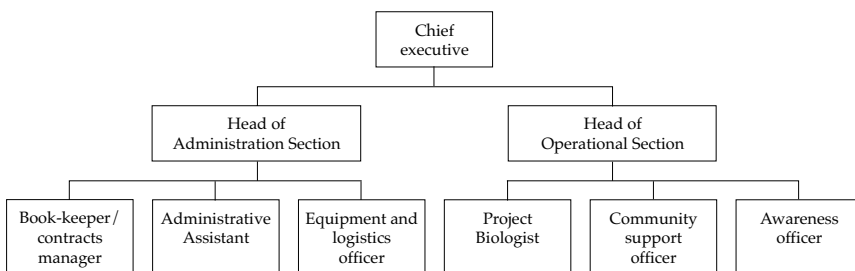 Chief
executive
Head of
Administration Section
Head of
Operational Section
Book-keeper/
contracts
manager
Administrative
Assistant
Equipment and
logistics
officer
Project
Biologist
Community
support
officer
Awareness
officer